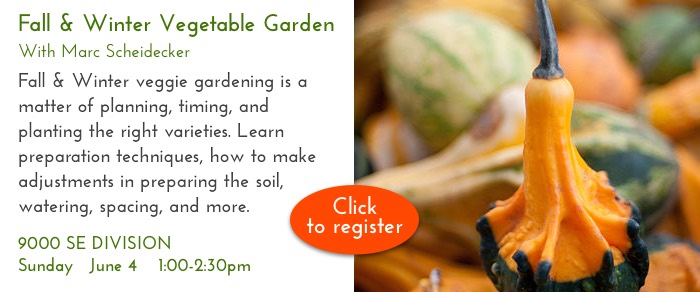 Fall & Winter Vegetable Garden
With Marc Scheidecker
Fall & Winter veggie gardening is a
matter of planning, timing, and
planting the right varieties. Learn
preparation techniques, how to make
adjustments in preparing the soil,
watering, spacing, and more.
Click
to register
9000 SE DIVISION
Sunday June 4 1:00-2:30pm